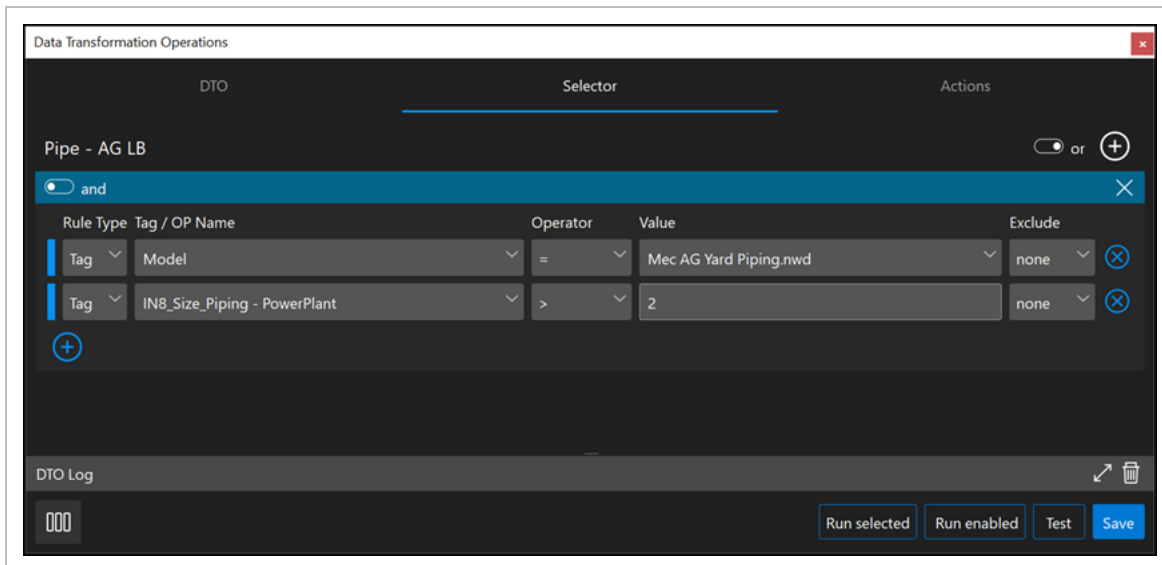 Data Transformation Operations
DTO Selector Actions
Pipe - AG LB or
and
Rule Type Tag / OP Name Operator Value Exclude
Tag Model = Mec AG Yard Piping.nwd none
Tag IN8_Size_Piping - PowerPlant > 2 none
DTO Log
Run selected Run enabled Test Save